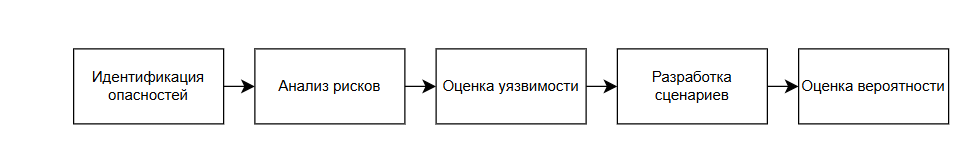 Идентификация
опасностей
Анализ рисков
Оценка уязвимости
Разработка
сценариев
Оценка вероятности